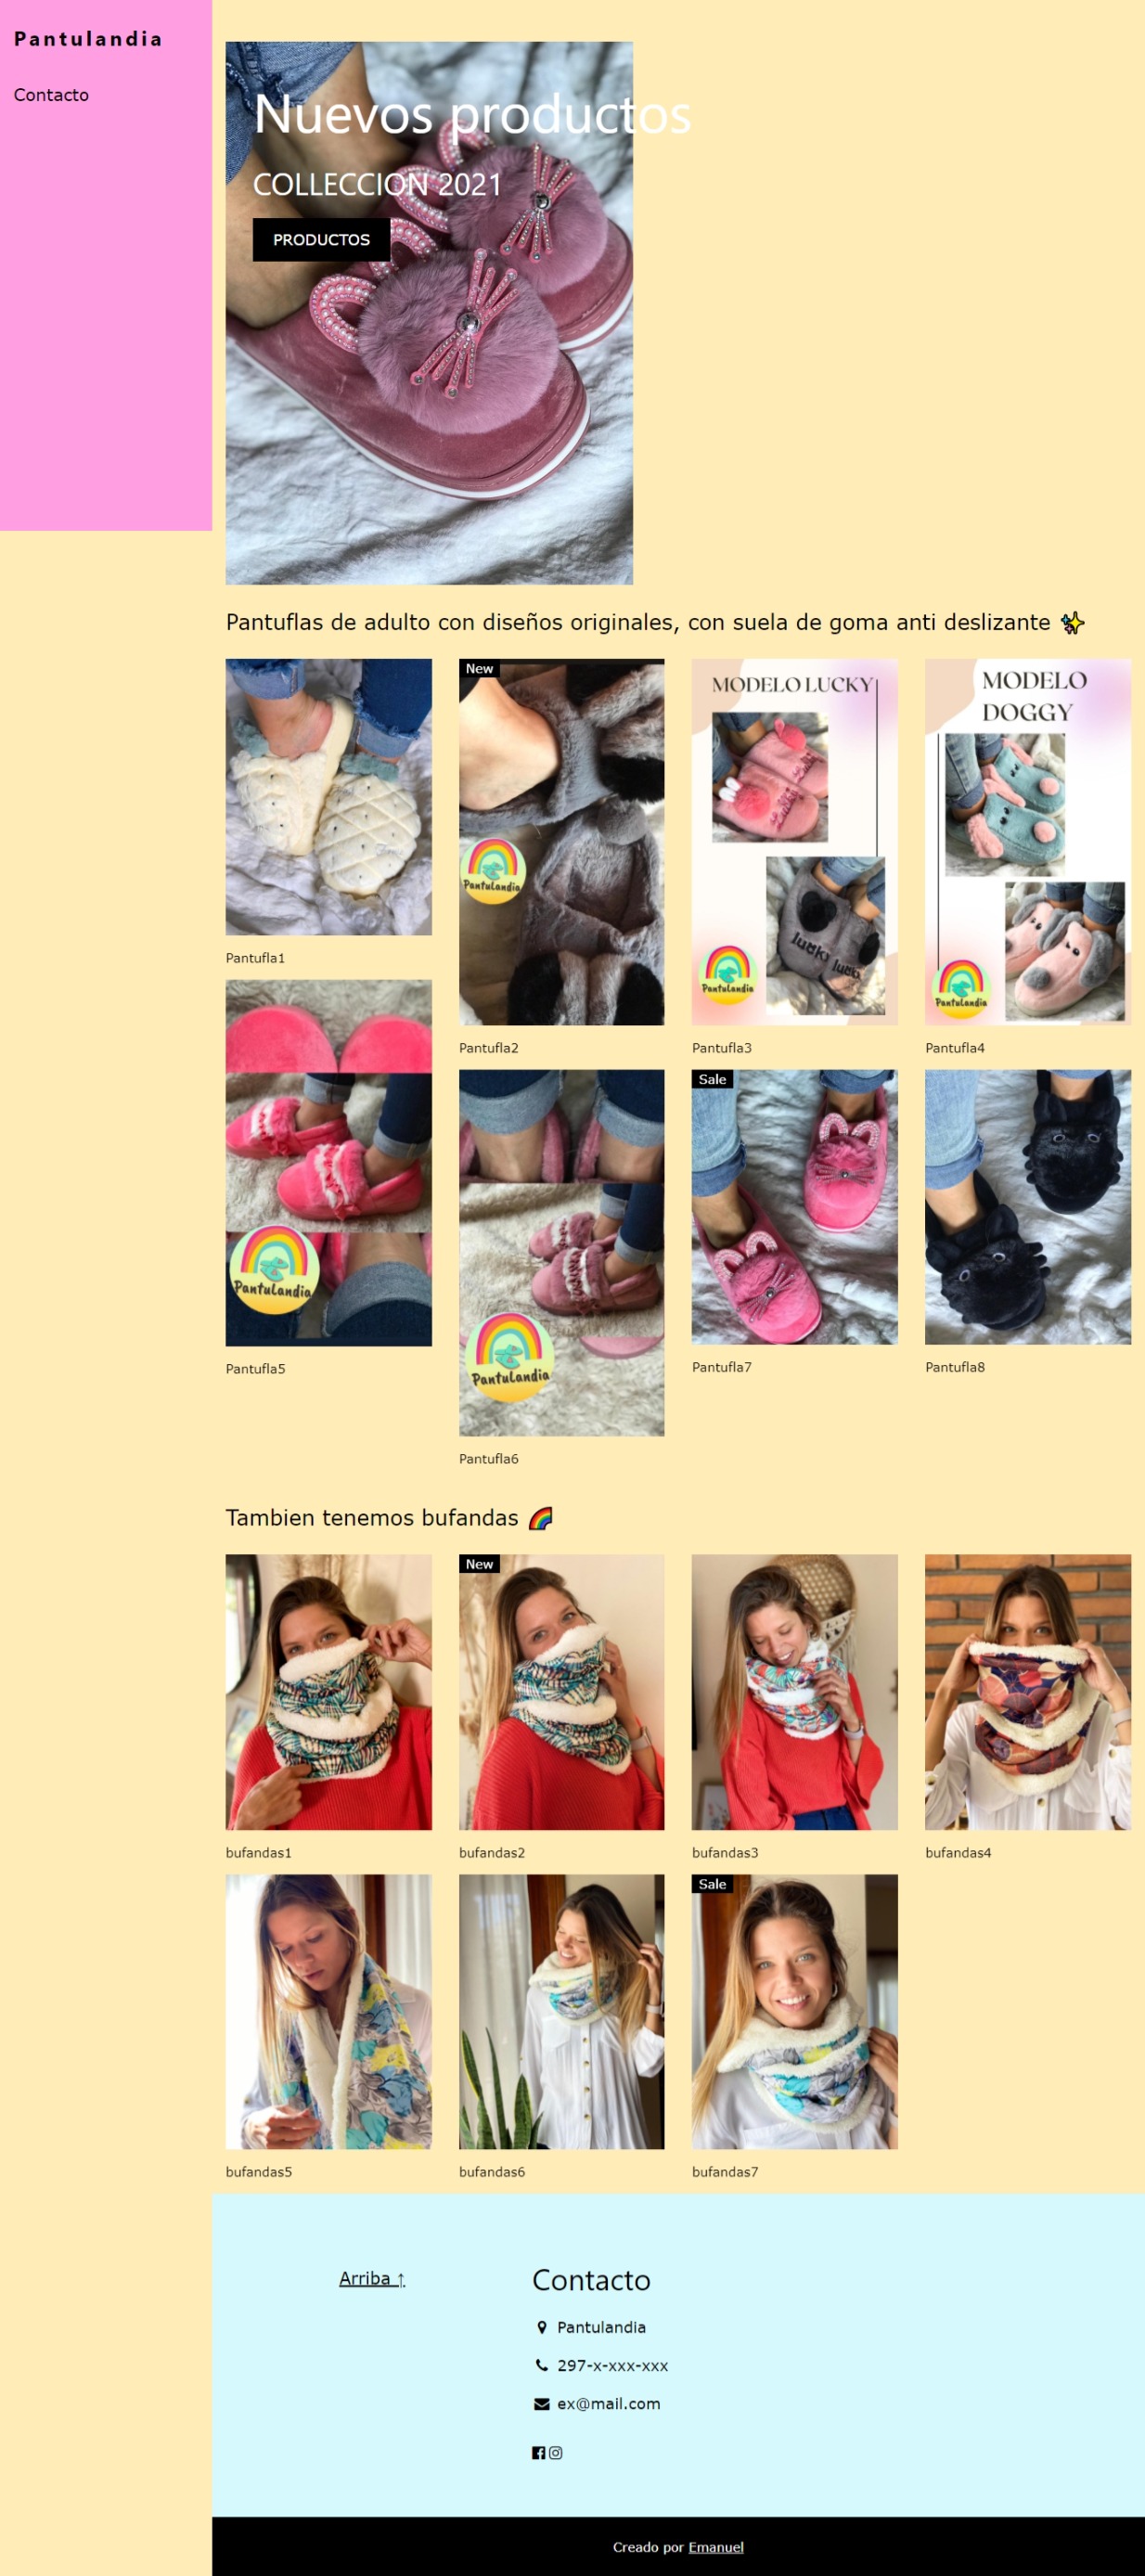 Pantulandia
Contacto
Nuevos productos
COLLECCION 2021
PRODUCTOS
Pantuflas de adulto con diseños originales, con suela de goma anti deslizante ✨
New
MODELO LUCKY
MODELO
DOGGY
Pantulandia
lucki luck
Pantulandia
Pantulandia
Pantufla1
Pantufla2
Pantufla3
Pantufla4
Sale
Pantulandia
Pantulandia
Pantufla5
Pantufla7
Pantufla8
Pantufla6
Tambien tenemos bufandas 🌈
New
bufandas1
bufandas2
bufandas3
bufandas4
Sale
bufandas5
bufandas6
bufandas7
Arriba ↑
Contacto
Pantulandia
297-x-xxx-xxx
ex@mail.com
Creado por Emanuel